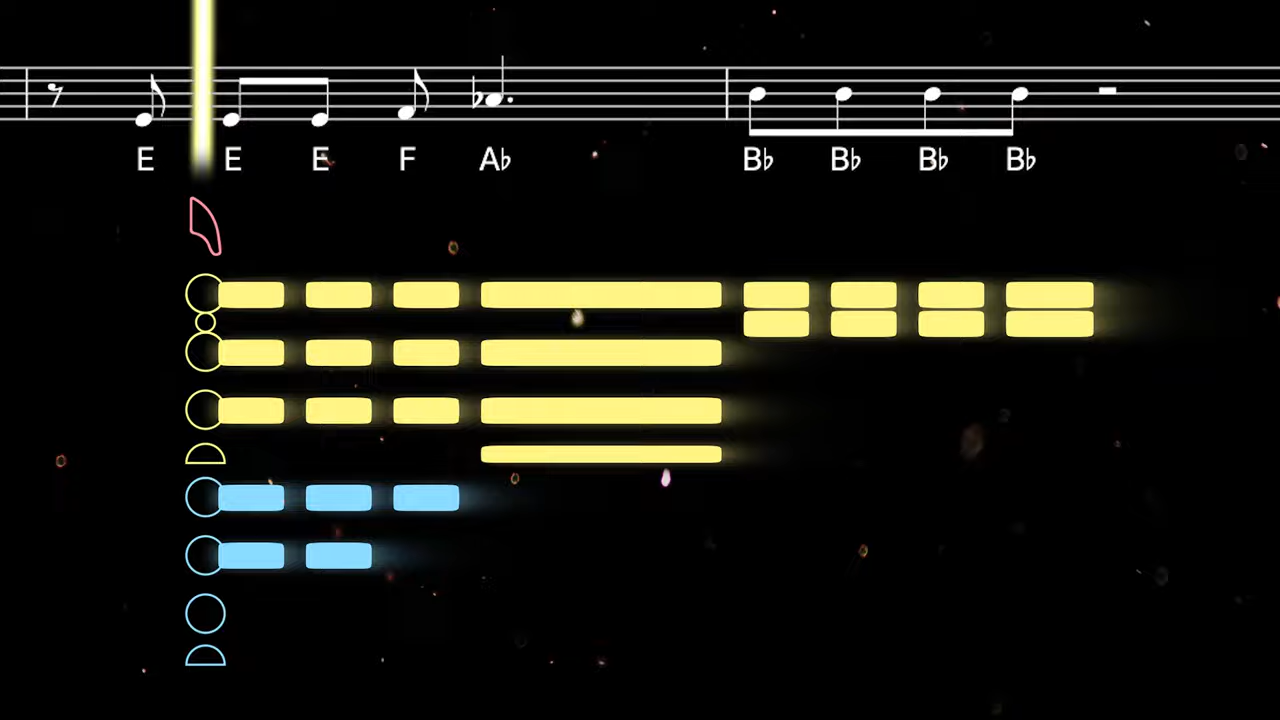 E E E F A♭ B♭ B♭ B♭ B♭